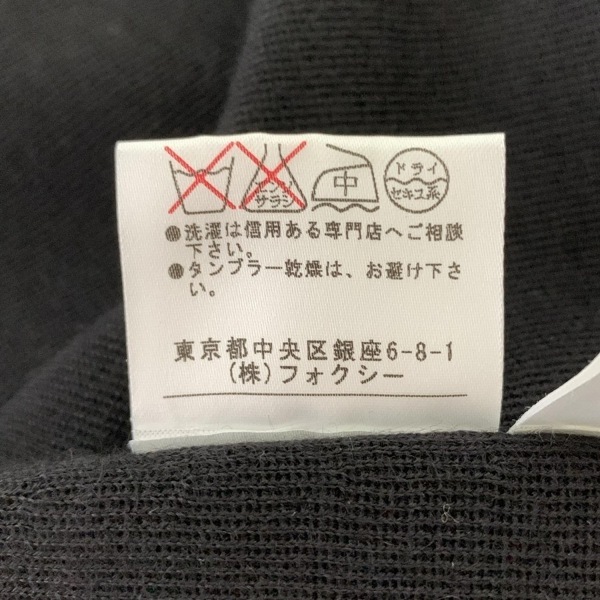 エンソ
サラシ
中
ドライ
セキユ系
●洗濯は信用ある専門店へご相談
下さい。
●タンブラー乾燥は、お避け下さ
い。
東京都中央区銀座6-8-1
(株)フォクシー